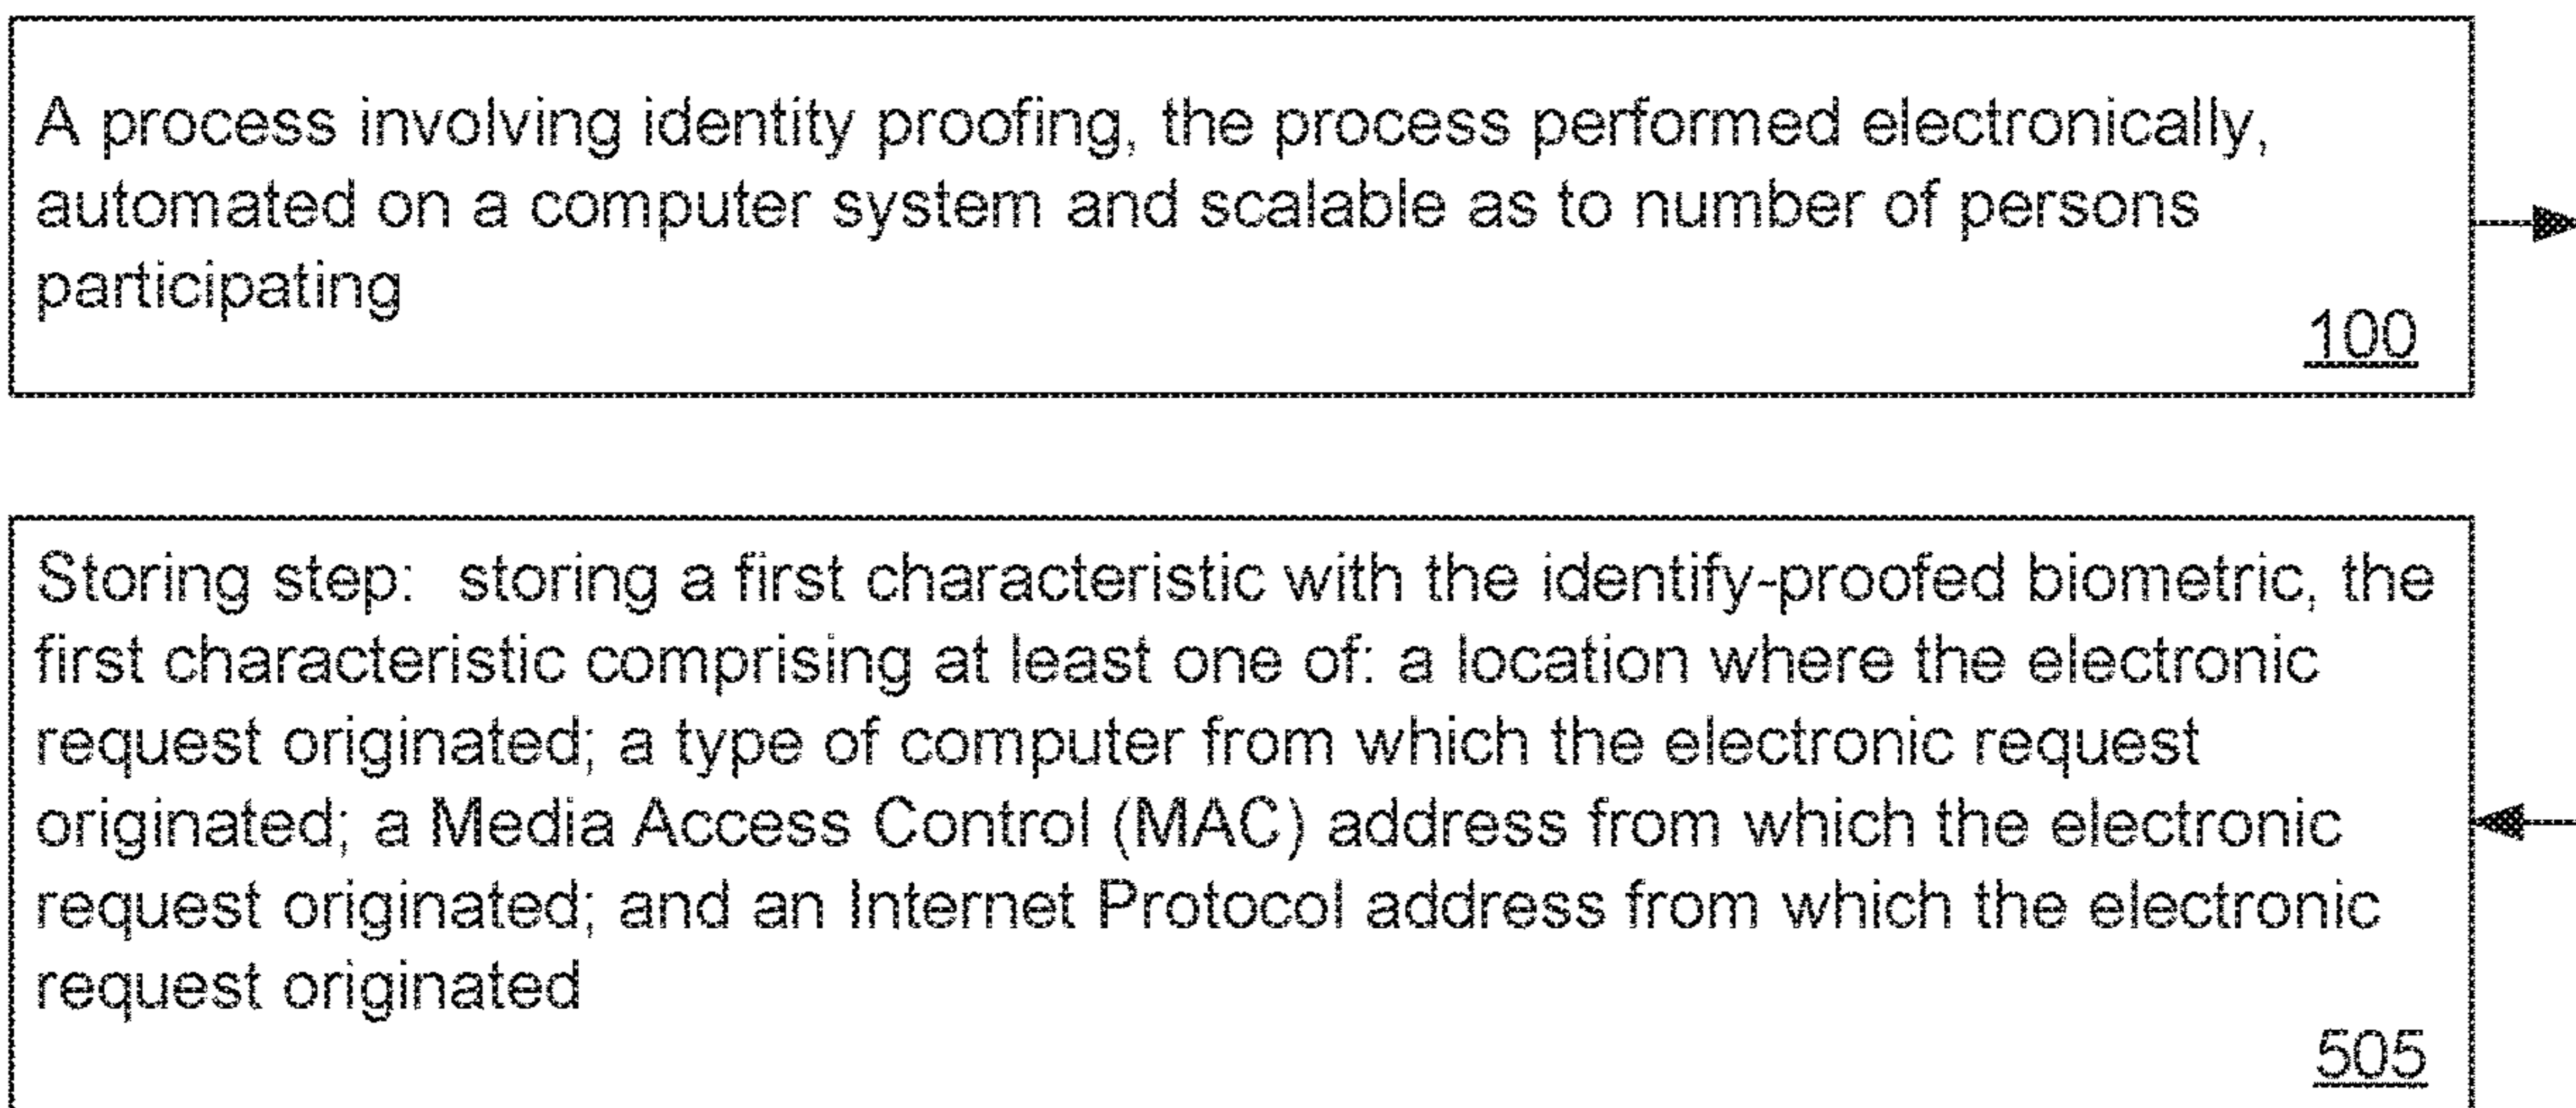 A process involving identity proofing, the process performed electronically,
automated on a computer system and scalable as to number of persons
participating
100
Storing step:  storing a first characteristic with the identify-proofed biometric, the
first characteristic comprising at least one of: a location where the electronic
request originated; a type of computer from which the electronic request
originated; a Media Access Control (MAC) address from which the electronic
request originated; and an Internet Protocol address from which the electronic
request originated
505